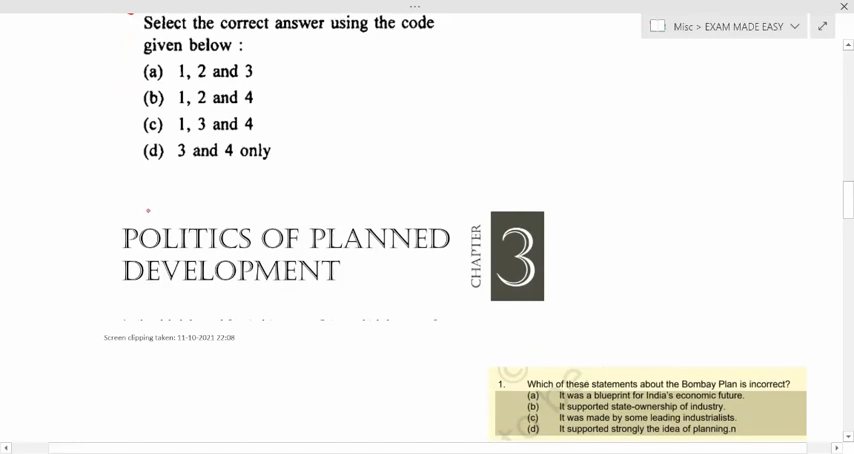 Misc > EXAM MADE EASY
Select the correct answer using the code
given below :
(a) 1, 2 and 3
(b) 1, 2 and 4
(c) 1, 3 and 4
(d) 3 and 4 only
POLITICS OF PLANNED
DEVELOPMENT
CHAPTER
3
Screen clipping taken: 11-10-2021 22:08
1. Which of these statements about the Bombay Plan is incorrect?
(a) It was a blueprint for India's economic future.
(b) It supported state-ownership of industry.
(c) It was made by some leading industrialists.
(d) It supported strongly the idea of planning.n